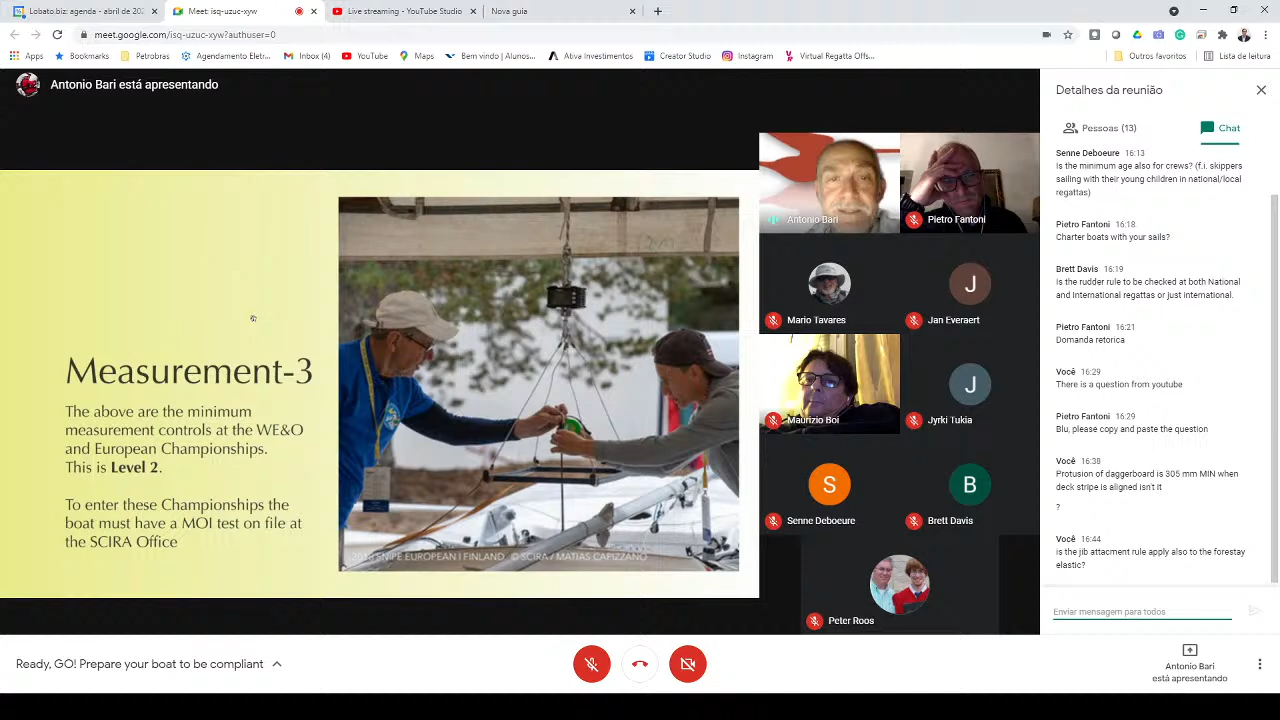 Lobato.biz: agenda - abril de 202
Meet: isq-uzuc-xyw
Live streaming - YouTube Studio
Nova guia
meet.google.com/isq-uzuc-xyw?authuser=0
Apps
Bookmarks
Petrobras
Agendamento Eletr...
Inbox (4)
YouTube
Maps
Bem vindo | Alunos...
Ativa Investimentos
Creator Studio
Instagram
Virtual Regatta Offs...
Outros favoritos
Lista de leitura
Antonio Bari está apresentando
Measurement-3
The above are the minimum
measurement controls at the WE&O
and European Championships.
This is Level 2.
To enter these Championships the
boat must have a MOI test on file at
the SCIRA Office
SNIPE EUROPEAN | FINLAND © SCIRA / MATIAS CAPIZZANO
Antonio Bari
Pietro Fantoni
Mario Tavares
J
Jan Everaert
Maurizio Boi
J
Jyrki Tukia
S
Senne Deboeure
B
Brett Davis
Peter Roos
Detalhes da reunião
Pessoas (13)
Chat
Senne Deboeure 16:13
Is the minimum age also for crews? (f.i. skippers
sailing with their young children in national/local
regattas)
Pietro Fantoni 16:18
Charter boats with your sails?
Brett Davis 16:19
Is the rudder rule to be checked at both National
and International regattas or just international.
Pietro Fantoni 16:21
Domanda retorica
Você 16:29
There is a question from youtube
Pietro Fantoni 16:29
Blu, please copy and paste the question
Você 16:38
Protusion of daggerboard is 305 mm MIN when
deck stripe is aligned isn't it
?
Você 16:44
is the jib attacment rule apply also to the forestay
elastic?
Enviar mensagem para todos
Ready, GO! Prepare your boat to be compliant
Antonio Bari
está apresentando